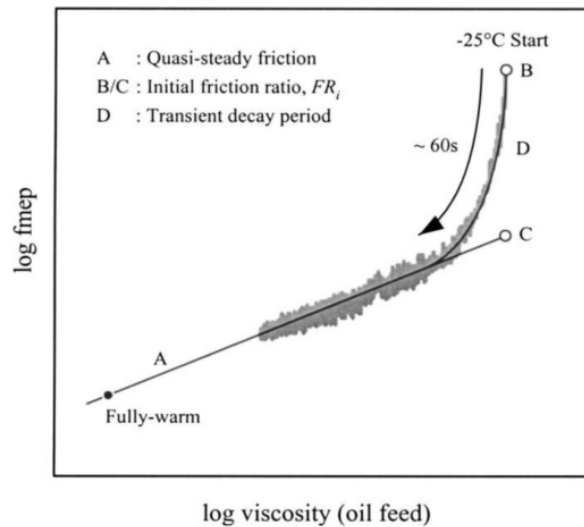 -25°C Start
A : Quasi-steady friction
B/C : Initial friction ratio, FRᵢ
D : Transient decay period
B
~ 60s
D
C
log fmep
A
Fully-warm
log viscosity (oil feed)